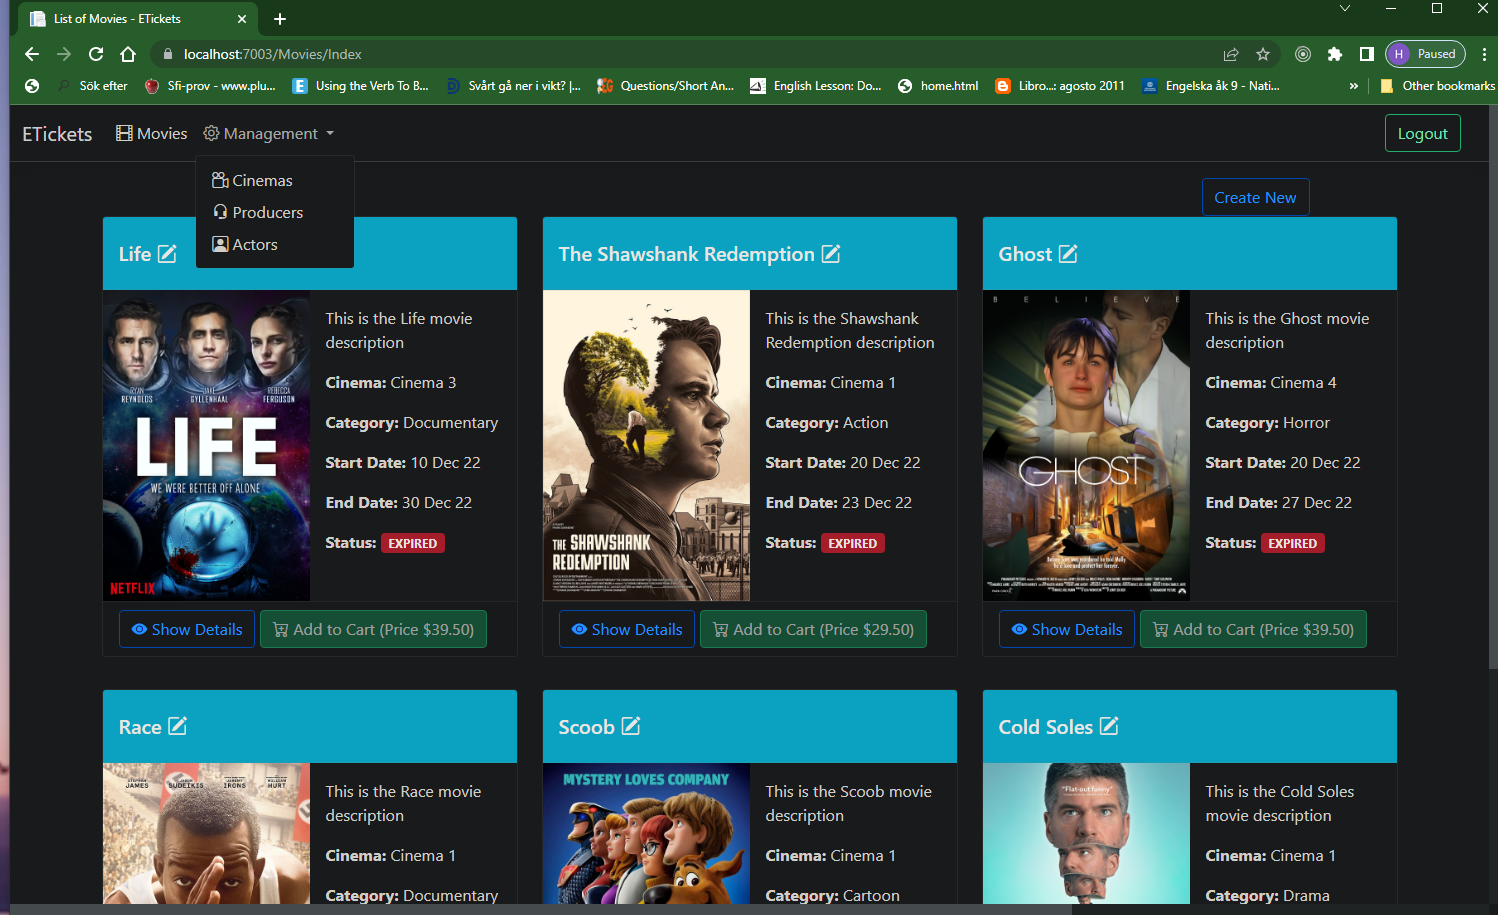 List of Movies - ETickets
localhost:7003/Movies/Index
H Paused
Sök efter
Sfi-prov - www.plu...
Using the Verb To B...
Svårt gå ner i vikt? |...
Questions/Short An...
English Lesson: Do...
home.html
Libro...: agosto 2011
Engelska åk 9 - Nati...
»
Other bookmarks
ETickets
Movies
Management
Logout
Cinemas
Producers
Actors
Create New
Life
RYAN REYNOLDS
JAKE GYLLENHAAL
REBECCA FERGUSON
LIFE
WE WERE BETTER OFF ALONE
NETFLIX
This is the Life movie
description
Cinema: Cinema 3
Category: Documentary
Start Date: 10 Dec 22
End Date: 30 Dec 22
Status: EXPIRED
Show Details
Add to Cart (Price $39.50)
The Shawshank Redemption
THE SHAWSHANK
REDEMPTION
This is the Shawshank
Redemption description
Cinema: Cinema 1
Category: Action
Start Date: 20 Dec 22
End Date: 23 Dec 22
Status: EXPIRED
Show Details
Add to Cart (Price $29.50)
Ghost
BELIEVE
GHOST
This is the Ghost movie
description
Cinema: Cinema 4
Category: Horror
Start Date: 20 Dec 22
End Date: 27 Dec 22
Status: EXPIRED
Show Details
Add to Cart (Price $39.50)
Race
STEPHAN JAMES
JASON SUDEIKIS
JEREMY IRONS
WILLIAM HURT
This is the Race movie
description
Cinema: Cinema 1
Category: Documentary
Scoob
MYSTERY LOVES COMPANY
This is the Scoob movie
description
Cinema: Cinema 1
Category: Cartoon
Cold Soles
"Flat-out funny"
This is the Cold Soles
movie description
Cinema: Cinema 1
Category: Drama